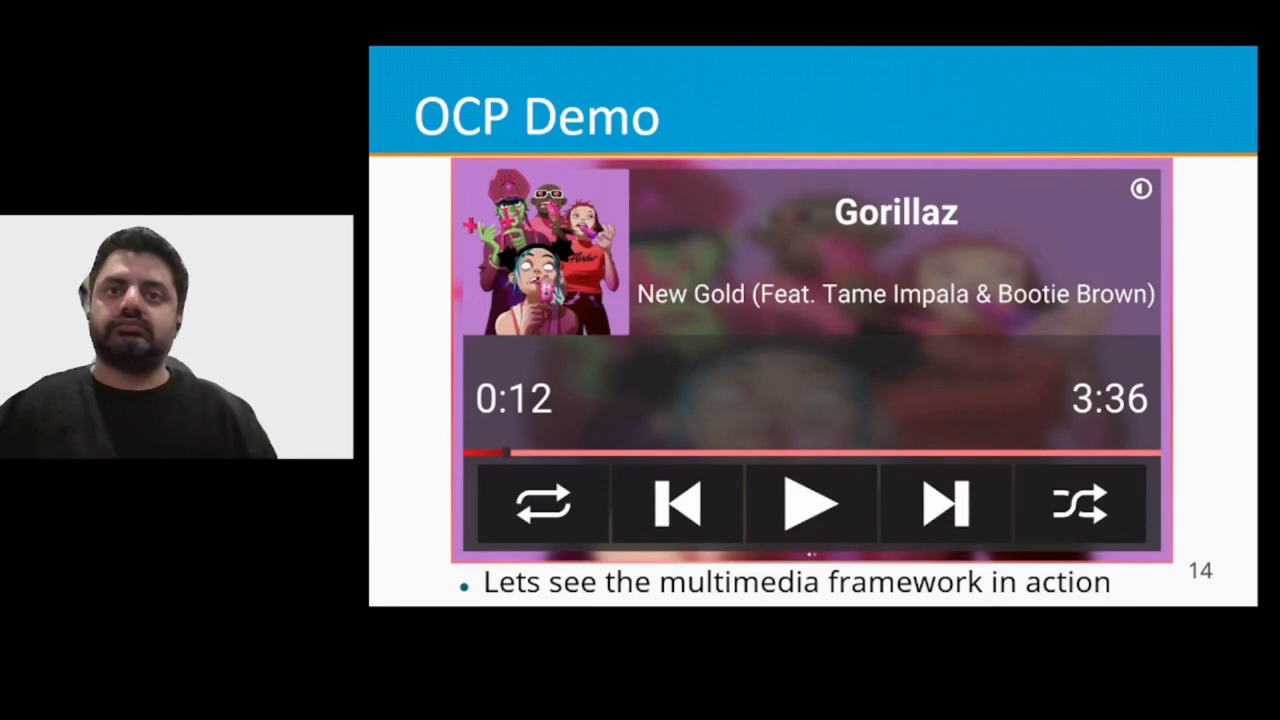 OCP Demo
Gorillaz
New Gold (Feat. Tame Impala & Bootie Brown)
0:12
3:36
• Lets see the multimedia framework in action
14